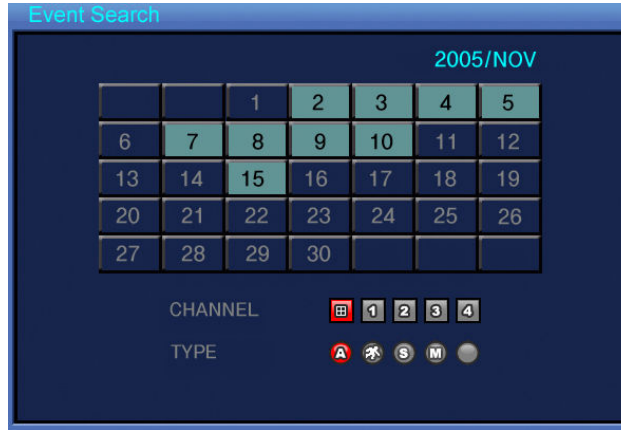 Event Search
2005/NOV
1 2 3 4 5
6 7 8 9 10 11 12
13 14 15 16 17 18 19
20 21 22 23 24 25 26
27 28 29 30
CHANNEL 1 2 3 4
TYPE A S M